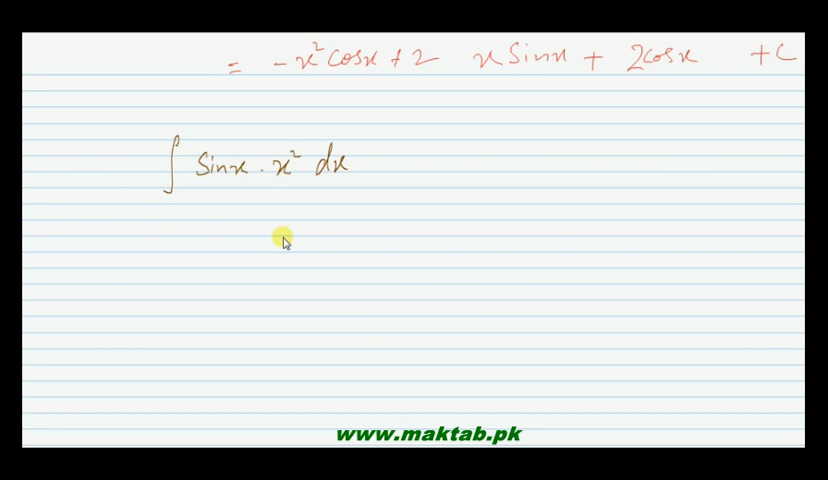 = -x² cosx + 2 x Sinx + 2cosx + C
∫ Sinx . x² dx
www.maktab.pk